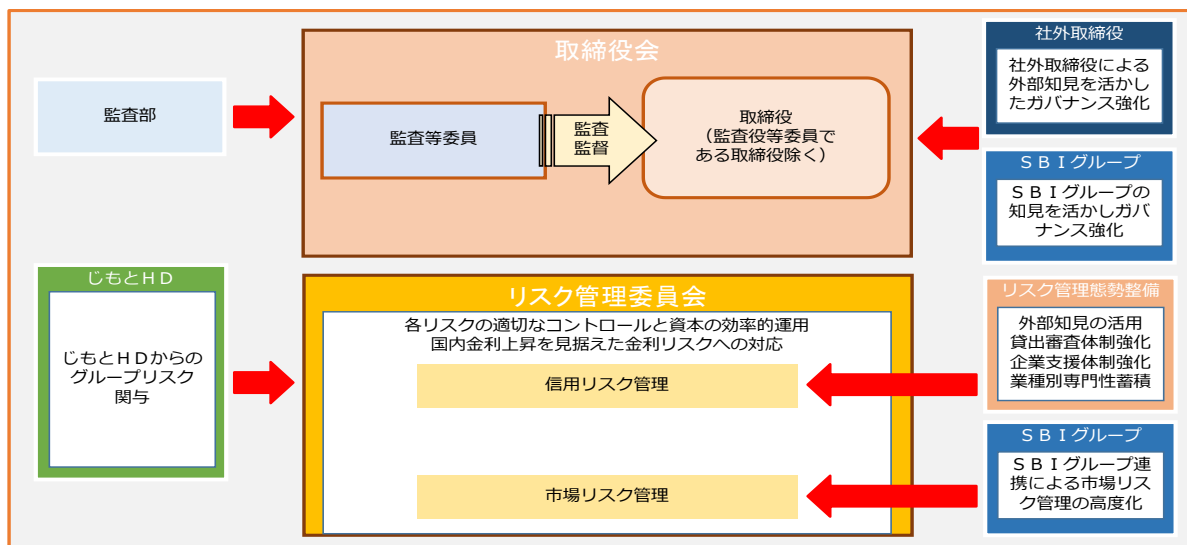 取締役会
監査部
監査等委員
監査
監督
取締役
（監査役等委員で
ある取締役除く）
社外取締役
社外取締役による
外部知見を活かし
たガバナンス強化
ＳＢＩグループ
ＳＢＩグループの
知見を活かしガバ
ナンス強化
じもとＨＤ
じもとＨＤからの
グループリスク
関与
リスク管理委員会
各リスクの適切なコントロールと資本の効率的運用
国内金利上昇を見据えた金利リスクへの対応
信用リスク管理
市場リスク管理
リスク管理態勢整備
外部知見の活用
貸出審査体制強化
企業支援体制強化
業種別専門性蓄積
ＳＢＩグループ
ＳＢＩグループ連
携による市場リス
ク管理の高度化